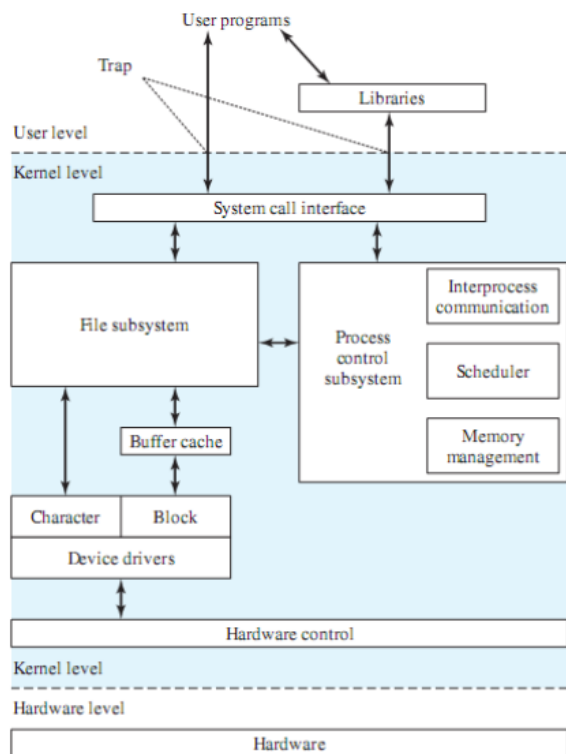 User programs
Trap
Libraries
User level
Kernel level
System call interface
File subsystem
Process
control
subsystem
Interprocess
communication
Scheduler
Memory
management
Buffer cache
Character
Block
Device drivers
Hardware control
Kernel level
Hardware level
Hardware